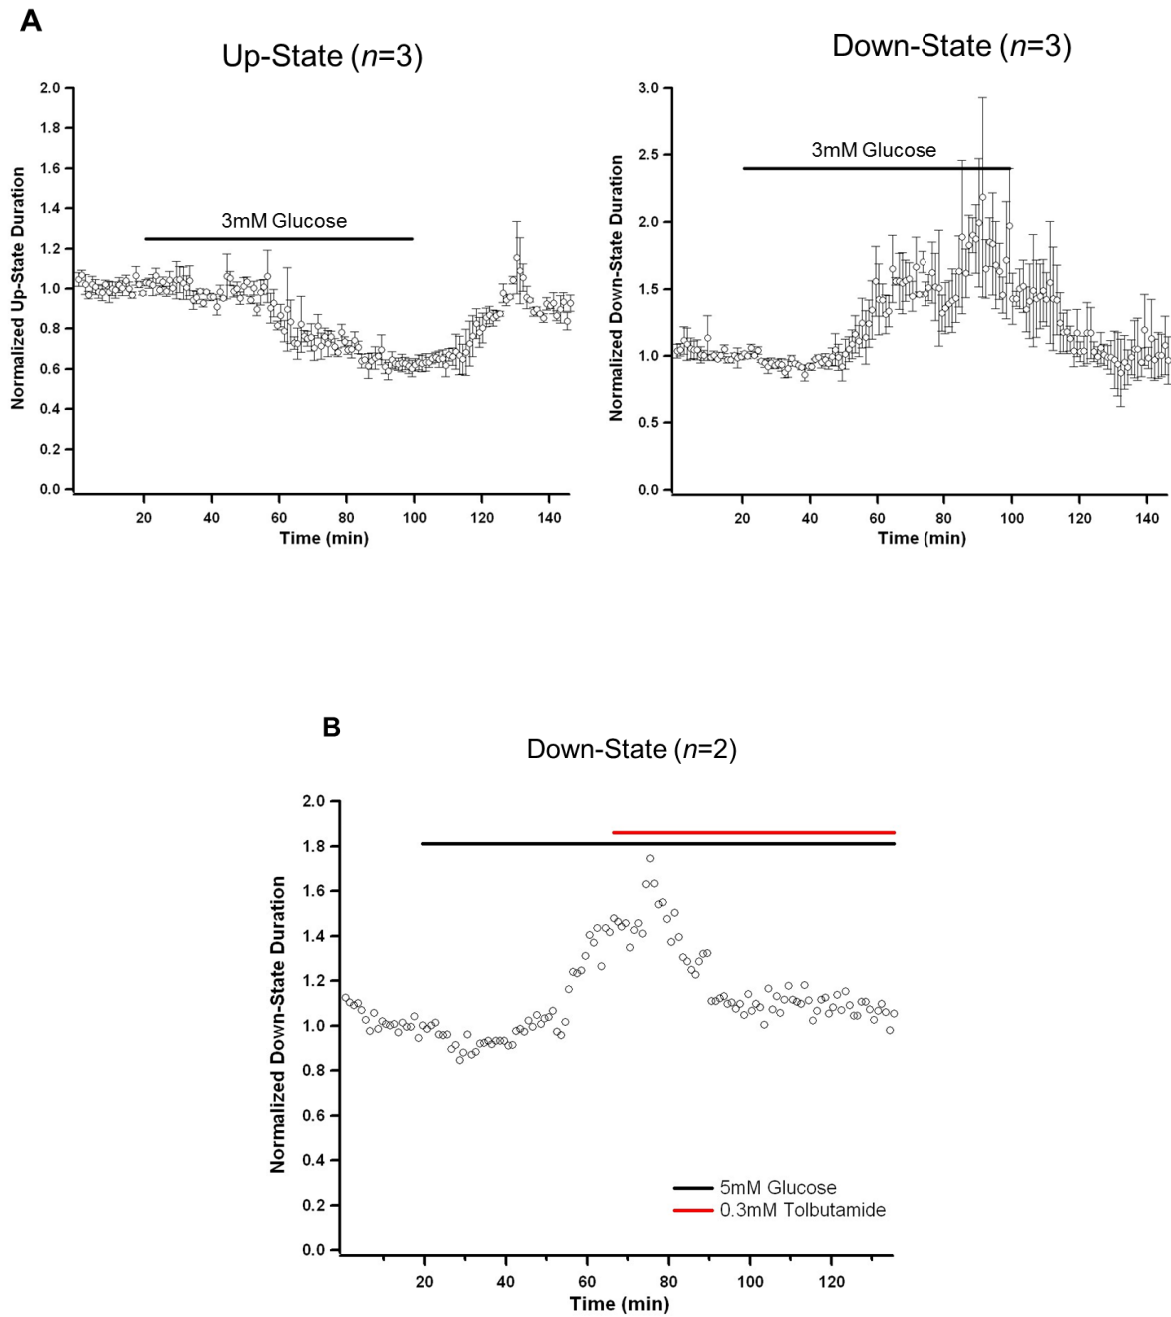 A
Up-State (n=3)
2.0
1.8
1.6
1.4
1.2
1.0
0.8
0.6
0.4
0.2
0.0
Normalized Up-State Duration
3mM Glucose
20 40 60 80 100 120 140
Time (min)
Down-State (n=3)
3.0
2.5
2.0
1.5
1.0
0.5
0.0
Normalized Down-State Duration
3mM Glucose
20 40 60 80 100 120 140
Time (min)
B
Down-State (n=2)
2.0
1.8
1.6
1.4
1.2
1.0
0.8
0.6
0.4
0.2
0.0
Normalized Down-State Duration
5mM Glucose
0.3mM Tolbutamide
20 40 60 80 100 120
Time (min)